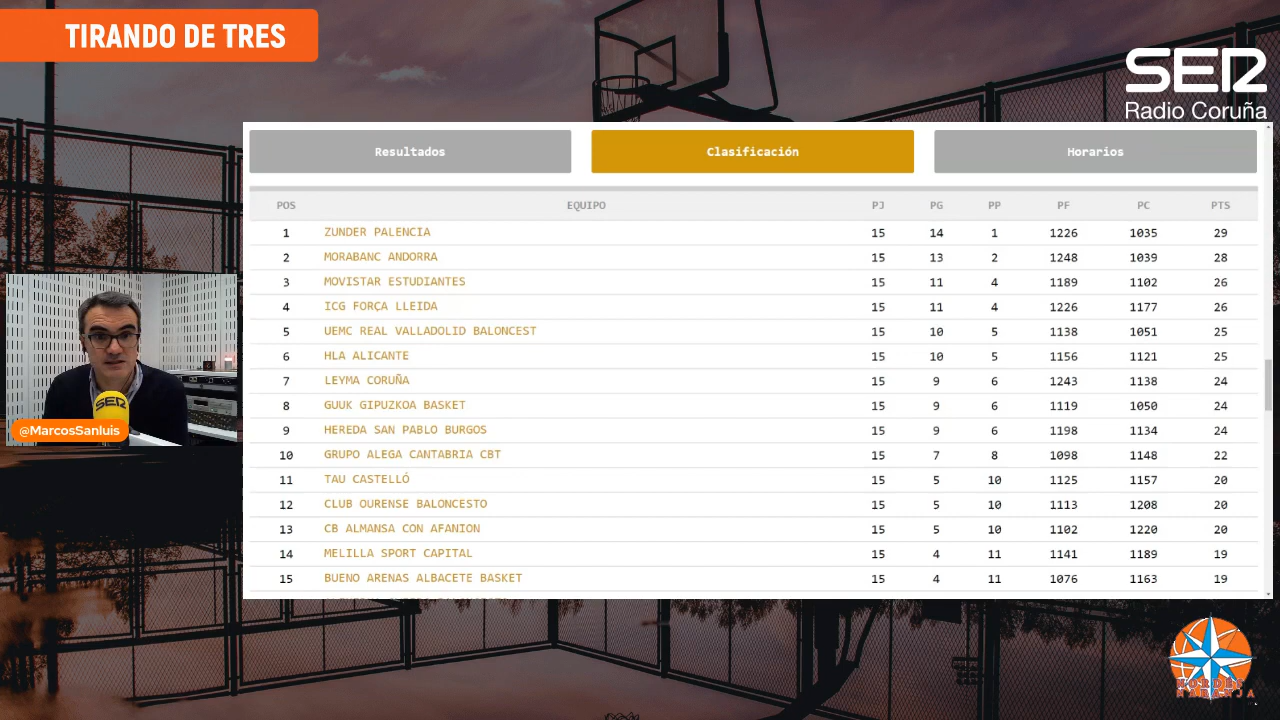 TIRANDO DE TRES
SER
Radio Coruña
Resultados Clasificación Horarios
POS EQUIPO PJ PG PP PF PC PTS
1 ZUNDER PALENCIA 15 14 1 1226 1035 29
2 MORABANC ANDORRA 15 13 2 1248 1039 28
3 MOVISTAR ESTUDIANTES 15 11 4 1189 1102 26
4 ICG FORÇA LLEIDA 15 11 4 1226 1177 26
5 UEMC REAL VALLADOLID BALONCEST 15 10 5 1138 1051 25
6 HLA ALICANTE 15 10 5 1156 1121 25
7 LEYMA CORUÑA 15 9 6 1243 1138 24
8 GUUK GIPUZKOA BASKET 15 9 6 1119 1050 24
9 HEREDA SAN PABLO BURGOS 15 9 6 1198 1134 24
10 GRUPO ALEGA CANTABRIA CBT 15 7 8 1098 1148 22
11 TAU CASTELLÓ 15 5 10 1125 1157 20
12 CLUB OURENSE BALONCESTO 15 5 10 1113 1208 20
13 CB ALMANSA CON AFANION 15 5 10 1102 1220 20
14 MELILLA SPORT CAPITAL 15 4 11 1141 1189 19
15 BUENO ARENAS ALBACETE BASKET 15 4 11 1076 1163 19
SER
@MarcosSanluis
NORDÉS
NARANJA